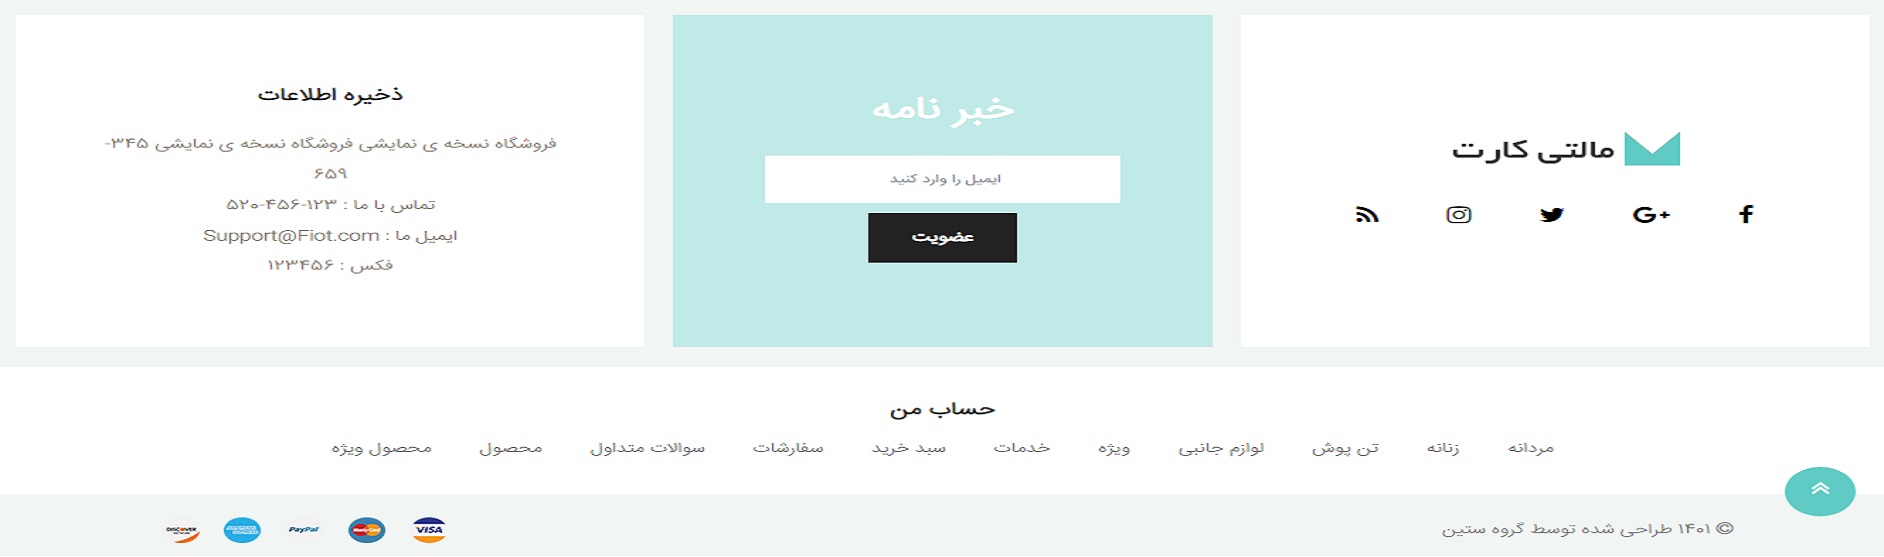 مالتی کارت
خبر نامه
ایمیل را وارد کنید
عضویت
ذخیره اطلاعات
فروشگاه نسخه ی نمایشی فروشگاه نسخه ی نمایشی ۳۴۵-
۶۵۹
تماس با ما : ۱۲۳-۴۵۶-۵۲۰
ایمیل ما : Support@Fiot.com
فکس : ۱۲۳۴۵۶
حساب من
مردانه زنانه تن پوش لوازم جانبی ویژه خدمات سبد خرید سفارشات سوالات متداول محصول محصول ویژه
© ۱۴۰۱ طراحی شده توسط گروه ستین
VISA MasterCard PayPal AMERICAN EXPRESS DISCOVER